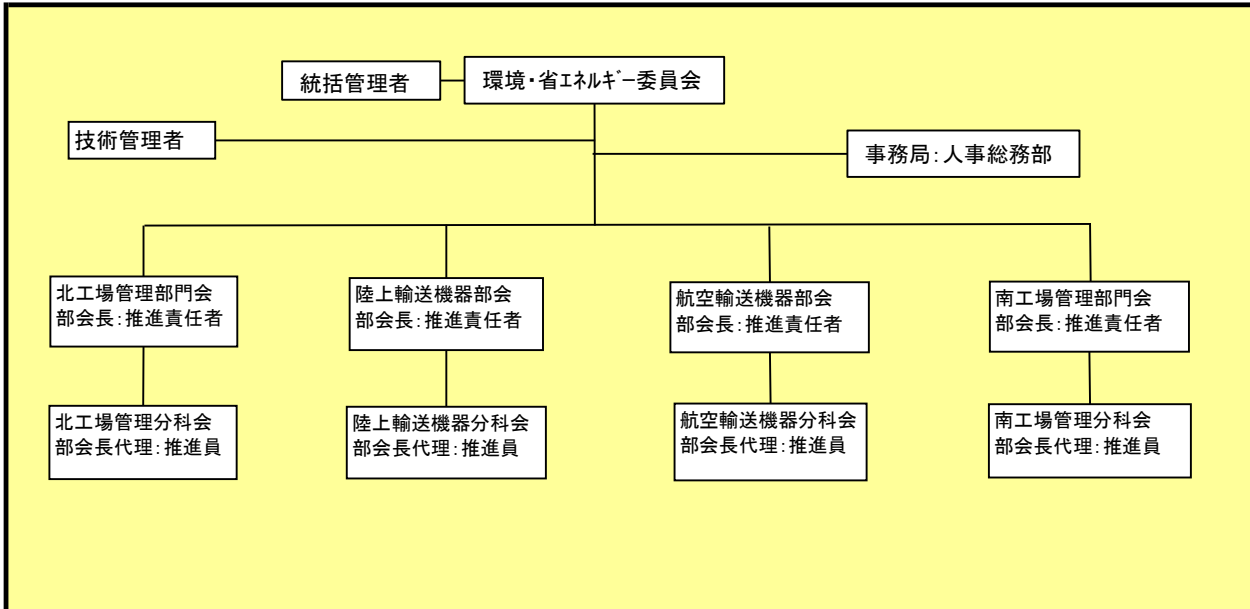 統括管理者
環境・省ｴﾈﾙｷﾞｰ委員会
技術管理者
事務局：人事総務部
北工場管理部門会
部会長：推進責任者
陸上輸送機器部会
部会長：推進責任者
航空輸送機器部会
部会長：推進責任者
南工場管理部門会
部会長：推進責任者
北工場管理分科会
部会長代理：推進員
陸上輸送機器分科会
部会長代理：推進員
航空輸送機器分科会
部会長代理：推進員
南工場管理分科会
部会長代理：推進員